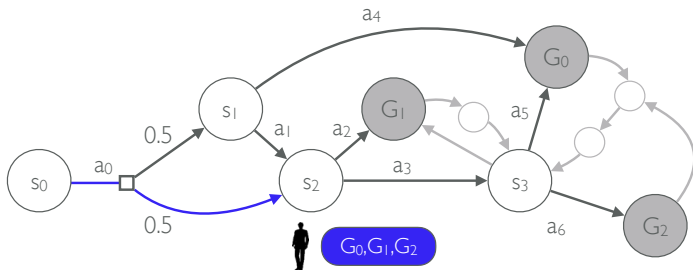 a₄
G₀
s₁
G₁
a₅
0.5
a₁
a₂
a₀
a₃
s₀
s₂
s₃
0.5
a₆
G₂
G₀,G₁,G₂